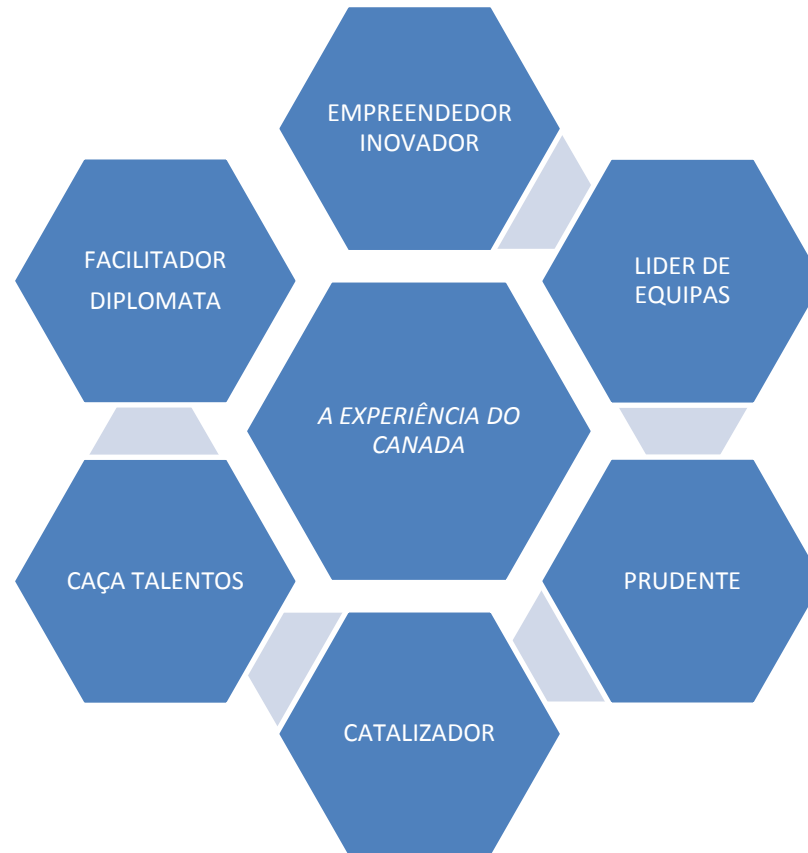 EMPREENDEDOR
INOVADOR
FACILITADOR
DIPLOMATA
LIDER DE
EQUIPAS
A EXPERIÊNCIA DO
CANADA
CAÇA TALENTOS
PRUDENTE
CATALIZADOR